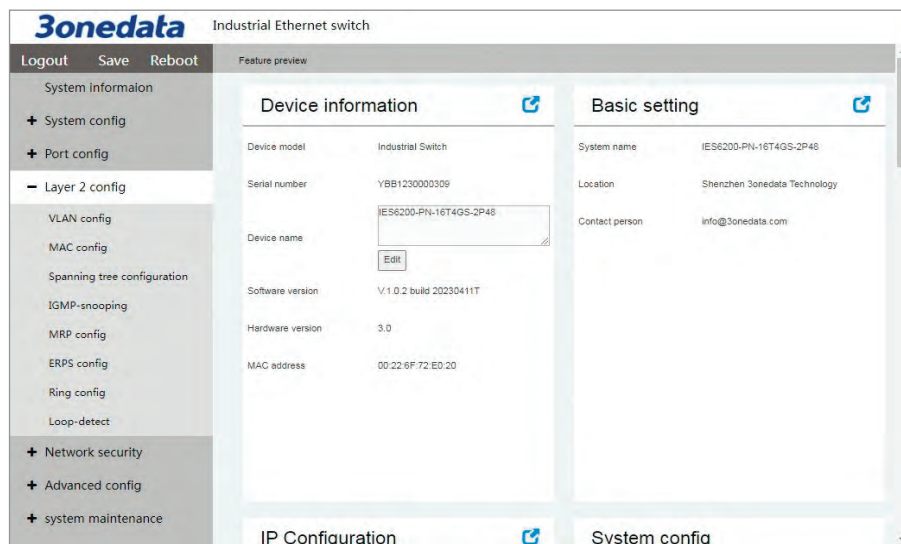 3onedata Industrial Ethernet switch
Logout Save Reboot
Feature preview
System informaion
+ System config
+ Port config
− Layer 2 config
VLAN config
MAC config
Spanning tree configuration
IGMP-snooping
MRP config
ERPS config
Ring config
Loop-detect
+ Network security
+ Advanced config
+ system maintenance
Device information
Device model Industrial Switch
Serial number YBB1230000309
Device name IES6200-PN-16T4GS-2P48
Edit
Software version V.1.0.2 build 20230411T
Hardware version 3.0
MAC address 00:22:6F:72:E0:20
Basic setting
System name IES6200-PN-16T4GS-2P48
Location Shenzhen 3onedata Technology
Contact person info@3onedata.com
IP Configuration
System config